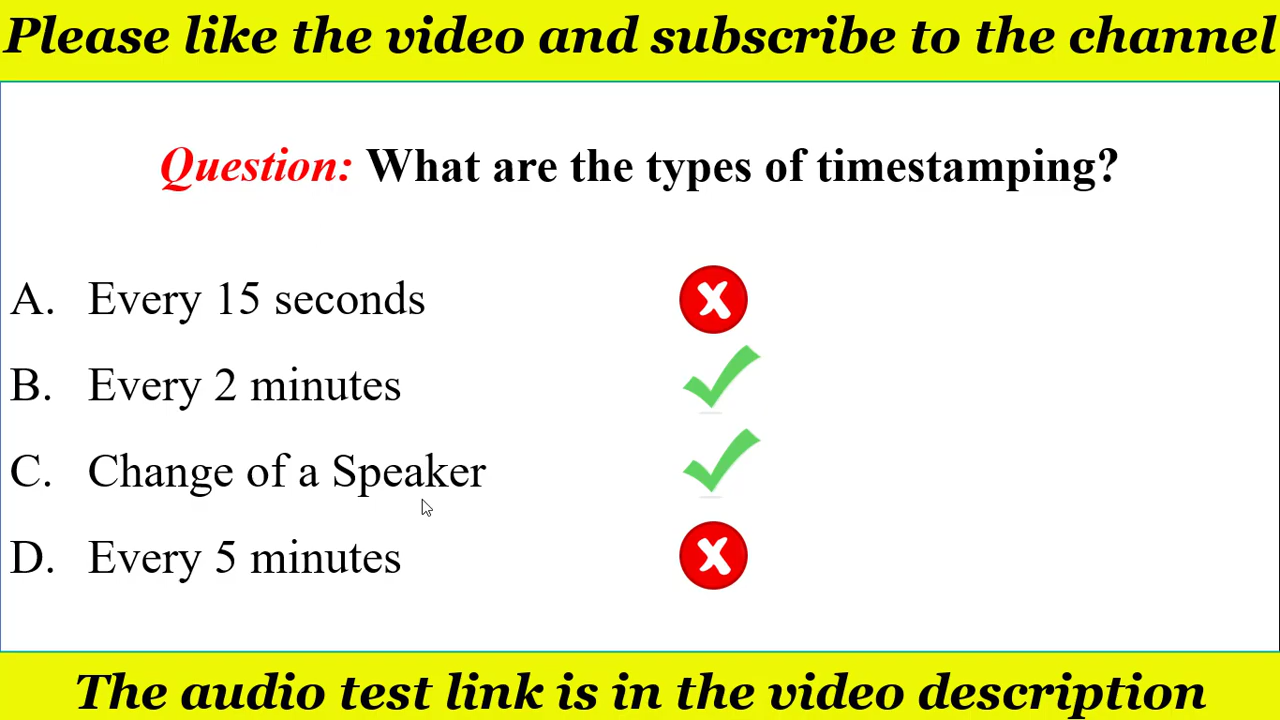 Please like the video and subscribe to the channel
Question: What are the types of timestamping?
A. Every 15 seconds
B. Every 2 minutes
C. Change of a Speaker
D. Every 5 minutes
The audio test link is in the video description